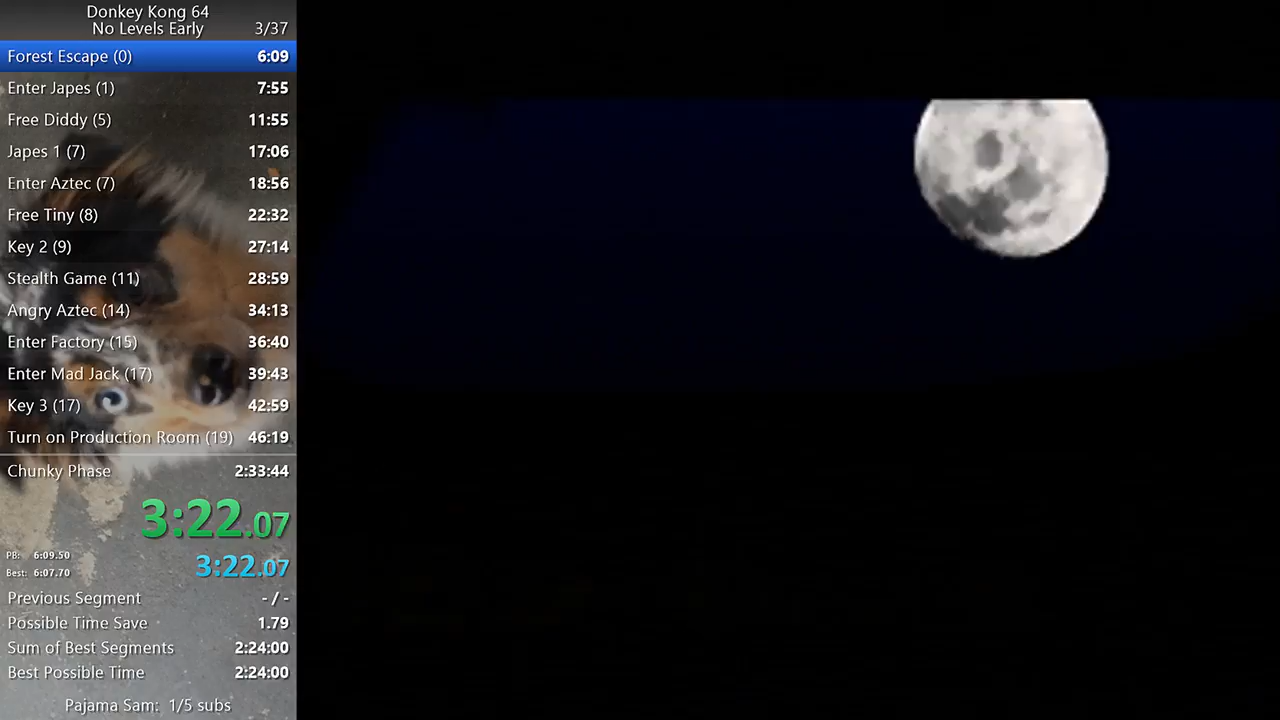 Donkey Kong 64
No Levels Early 3/37
Forest Escape (0) 6:09
Enter Japes (1) 7:55
Free Diddy (5) 11:55
Japes 1 (7) 17:06
Enter Aztec (7) 18:56
Free Tiny (8) 22:32
Key 2 (9) 27:14
Stealth Game (11) 28:59
Angry Aztec (14) 34:13
Enter Factory (15) 36:40
Enter Mad Jack (17) 39:43
Key 3 (17) 42:59
Turn on Production Room (19) 46:19
Chunky Phase 2:33:44
3:22.07
PB: 6:09.50
Best: 6:07.70 3:22.07
Previous Segment - / -
Possible Time Save 1.79
Sum of Best Segments 2:24:00
Best Possible Time 2:24:00
Pajama Sam: 1/5 subs